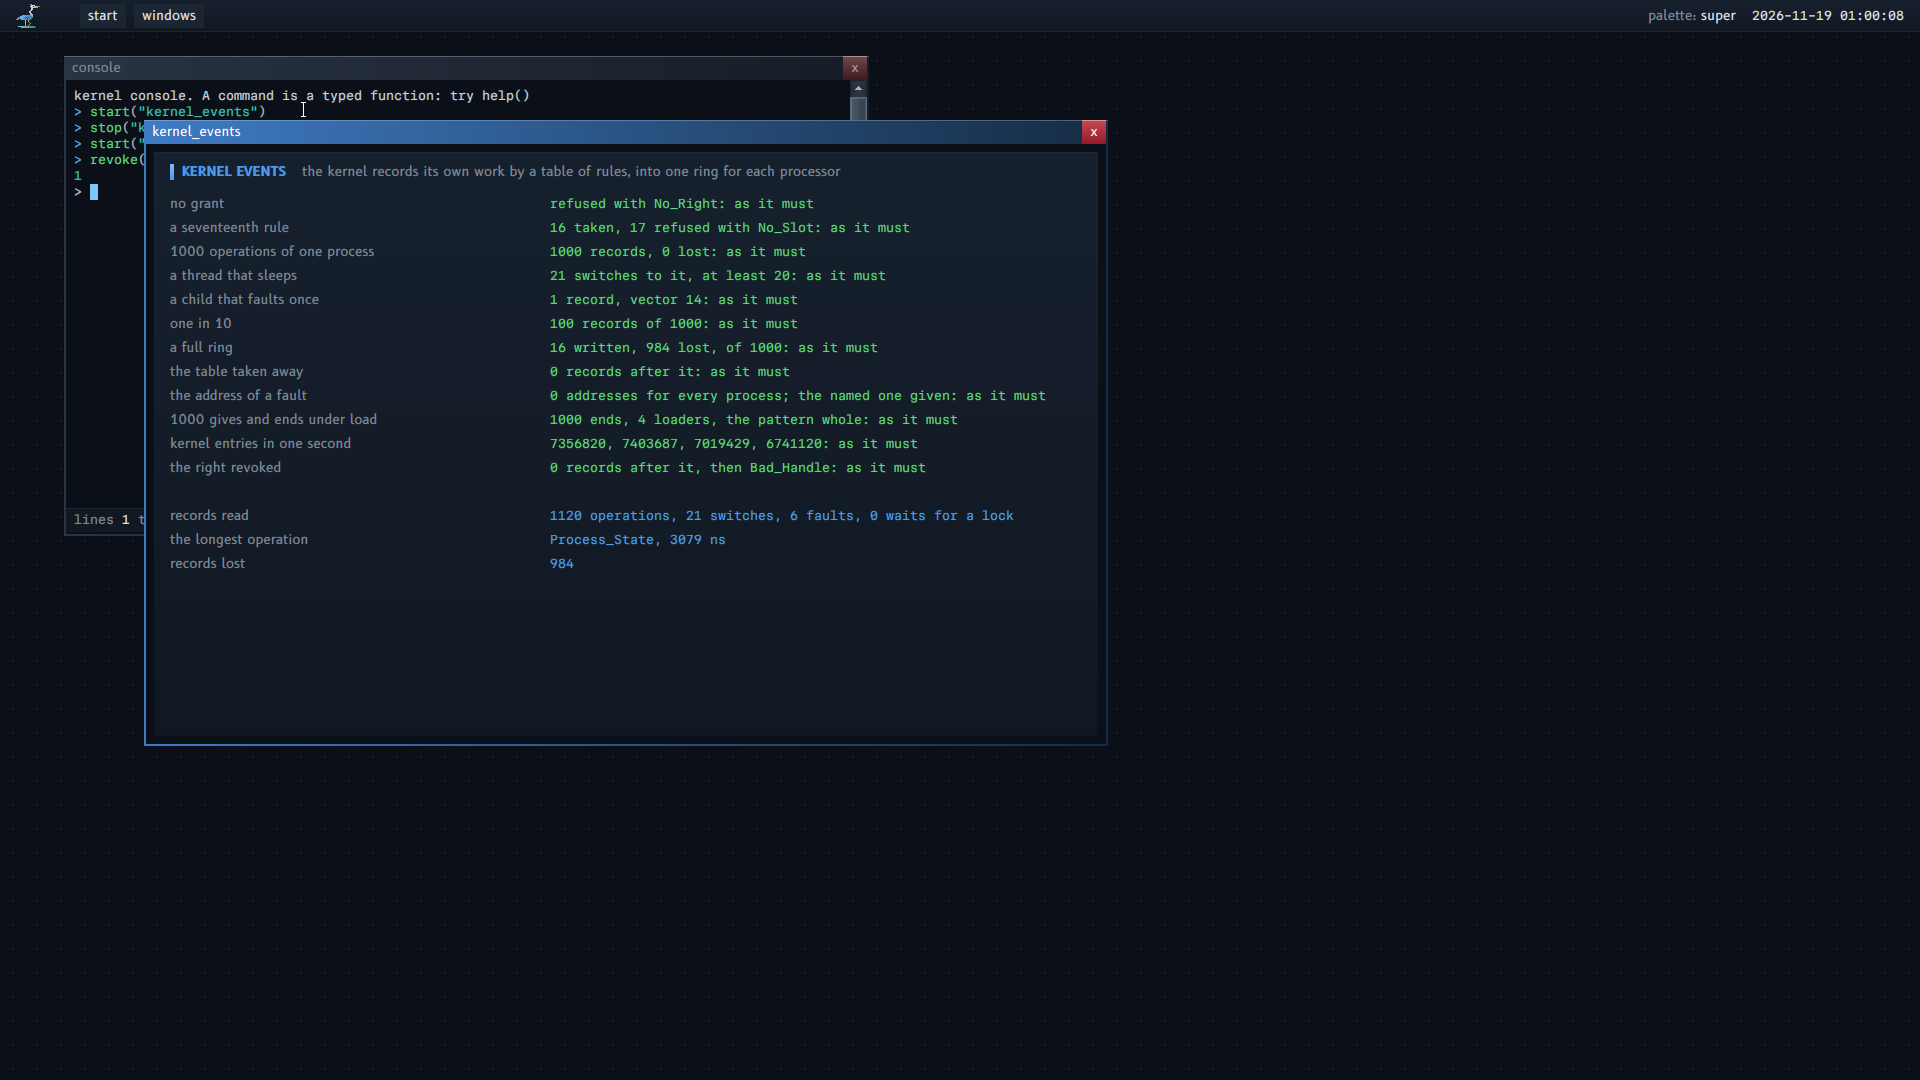 start windows palette: super 2026-11-19 01:00:08
console x
kernel console. A command is a typed function: try help()
> start("kernel_events")
> stop("k
> start("
> revoke(
1
>
lines 1 t
kernel_events x
KERNEL EVENTS the kernel records its own work by a table of rules, into one ring for each processor
no grant refused with No_Right: as it must
a seventeenth rule 16 taken, 17 refused with No_Slot: as it must
1000 operations of one process 1000 records, 0 lost: as it must
a thread that sleeps 21 switches to it, at least 20: as it must
a child that faults once 1 record, vector 14: as it must
one in 10 100 records of 1000: as it must
a full ring 16 written, 984 lost, of 1000: as it must
the table taken away 0 records after it: as it must
the address of a fault 0 addresses for every process; the named one given: as it must
1000 gives and ends under load 1000 ends, 4 loaders, the pattern whole: as it must
kernel entries in one second 7356820, 7403687, 7019429, 6741120: as it must
the right revoked 0 records after it, then Bad_Handle: as it must
records read 1120 operations, 21 switches, 6 faults, 0 waits for a lock
the longest operation Process_State, 3079 ns
records lost 984